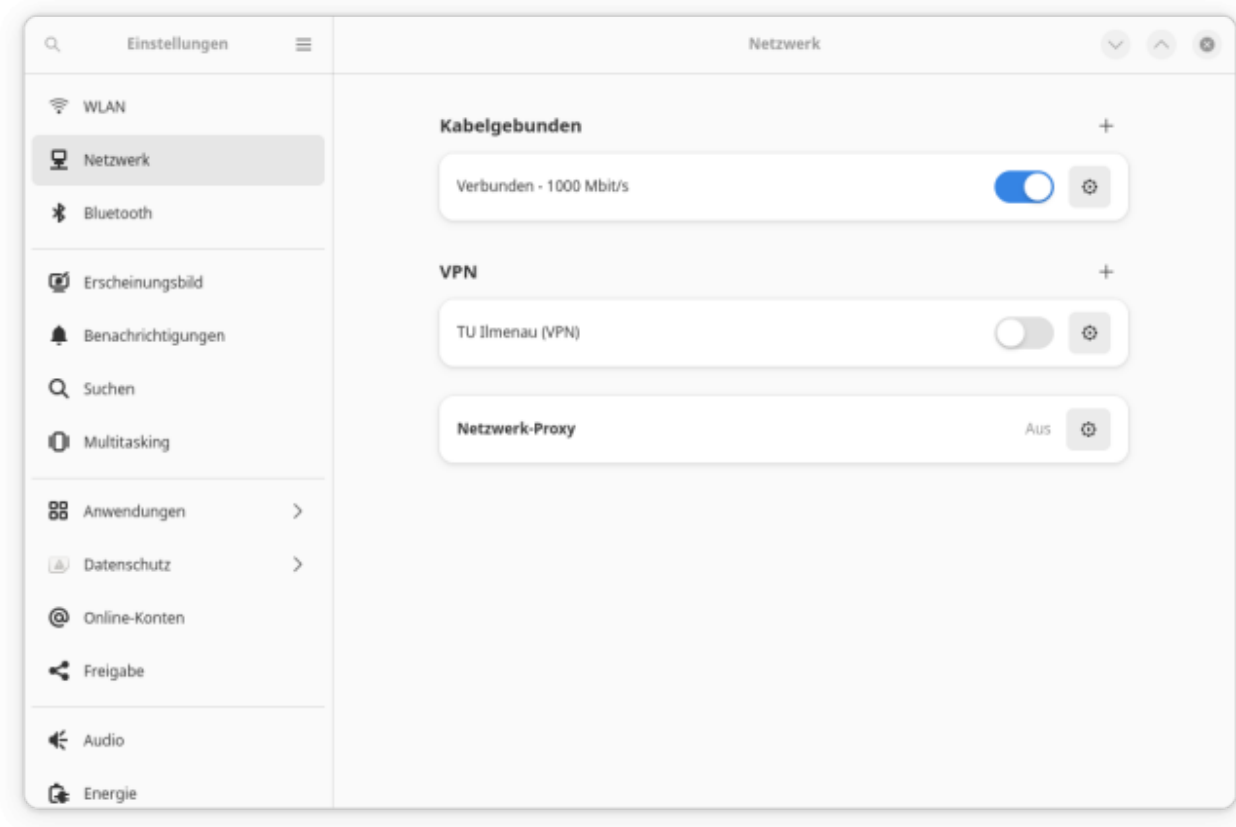 Einstellungen
Netzwerk
WLAN
Netzwerk
Bluetooth
Erscheinungsbild
Benachrichtigungen
Suchen
Multitasking
Anwendungen
Datenschutz
Online-Konten
Freigabe
Audio
Energie
Kabelgebunden
Verbunden - 1000 Mbit/s
VPN
TU Ilmenau (VPN)
Netzwerk-Proxy Aus